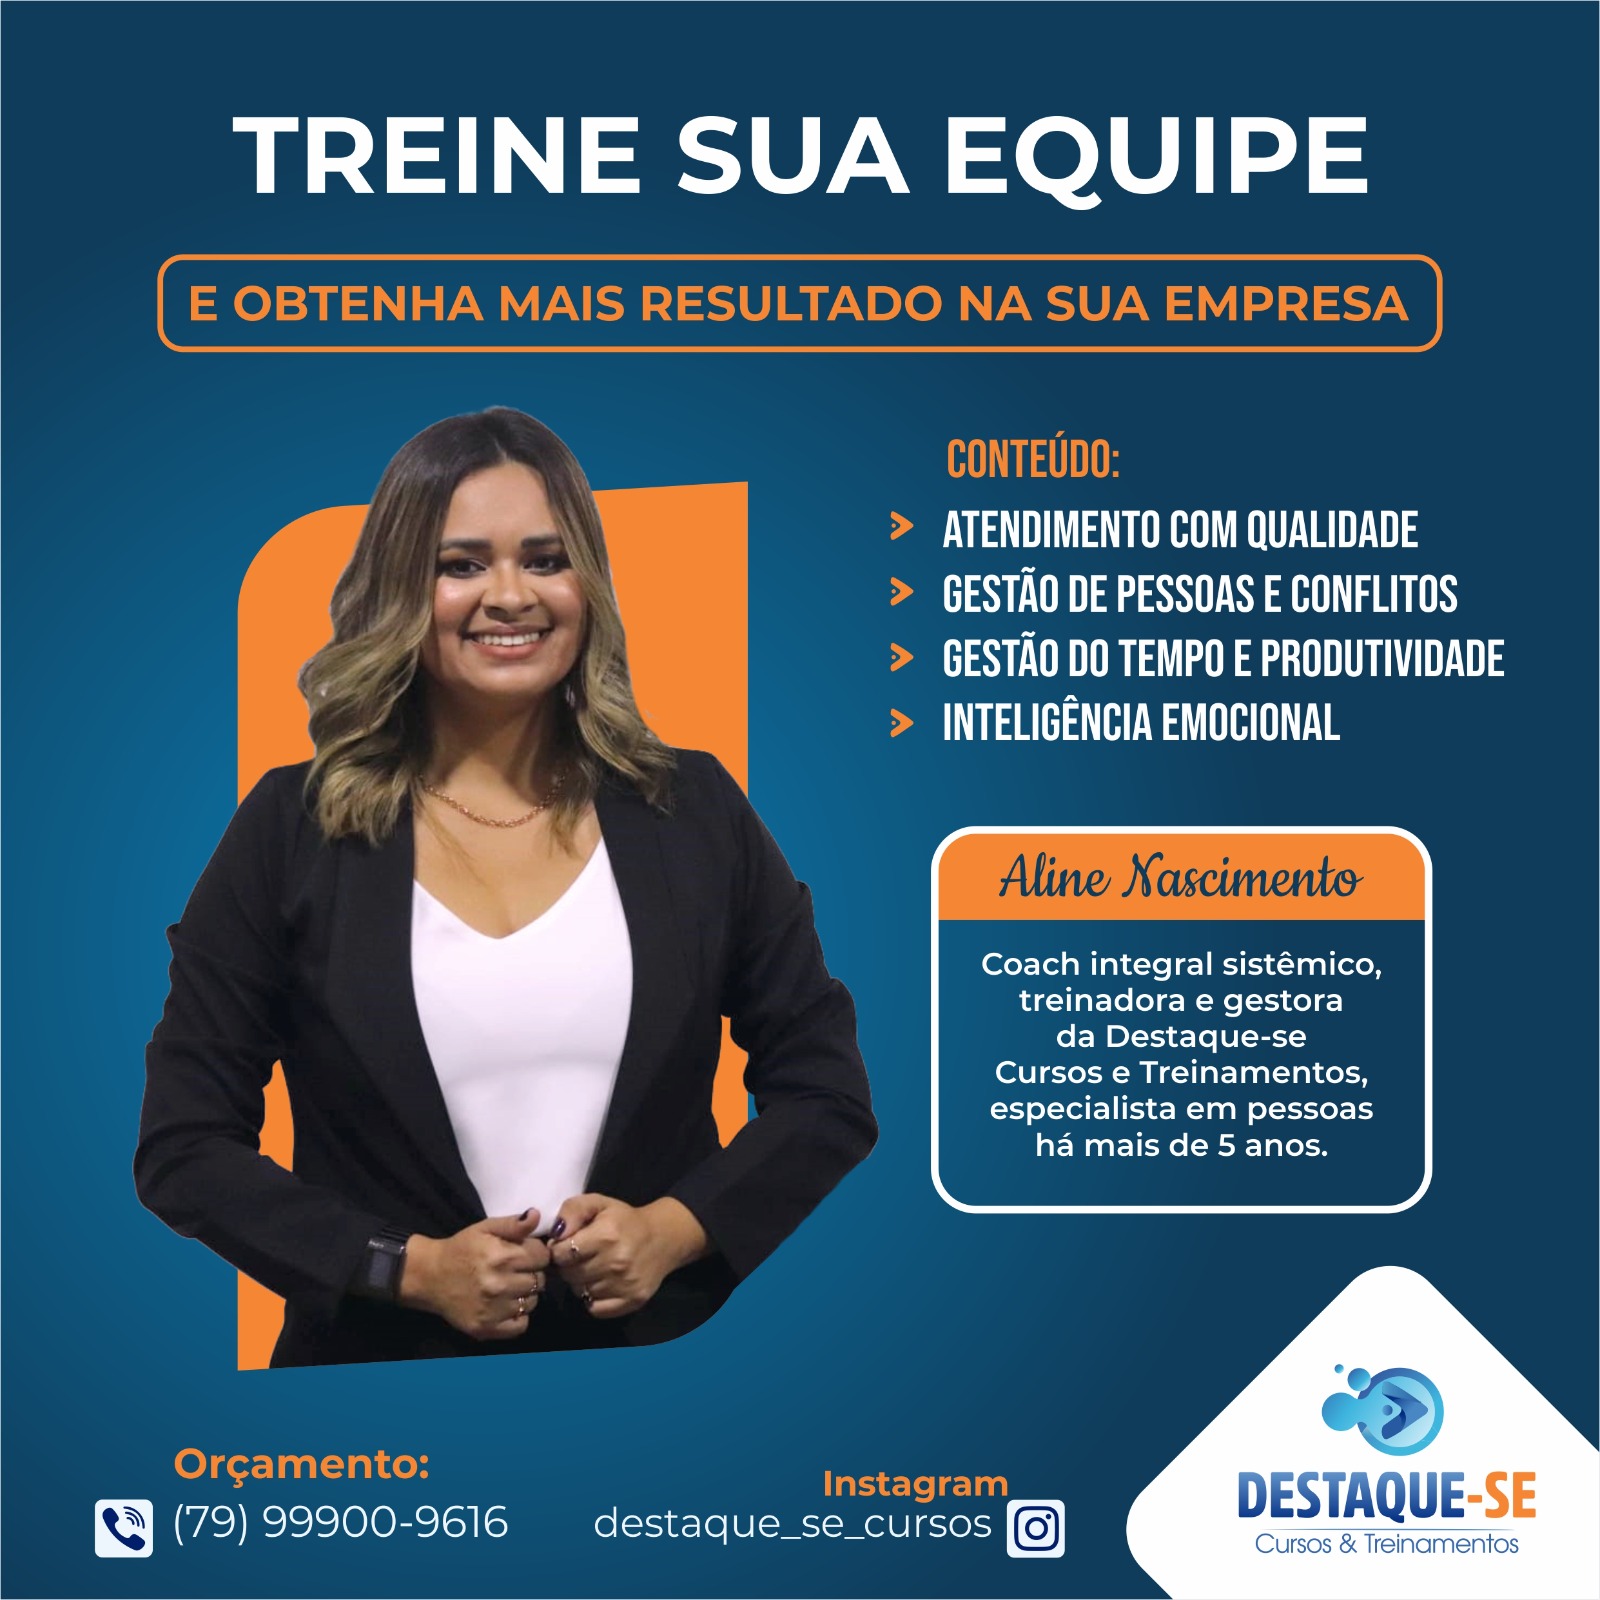 TREINE SUA EQUIPE
E OBTENHA MAIS RESULTADO NA SUA EMPRESA
CONTEÚDO:
ATENDIMENTO COM QUALIDADE
GESTÃO DE PESSOAS E CONFLITOS
GESTÃO DO TEMPO E PRODUTIVIDADE
INTELIGÊNCIA EMOCIONAL
Aline Nascimento
Coach integral sistêmico,
treinadora e gestora
da Destaque-se
Cursos e Treinamentos,
especialista em pessoas
há mais de 5 anos.
Orçamento:
(79) 99900-9616
Instagram
destaque_se_cursos
DESTAQUE-SE
Cursos & Treinamentos